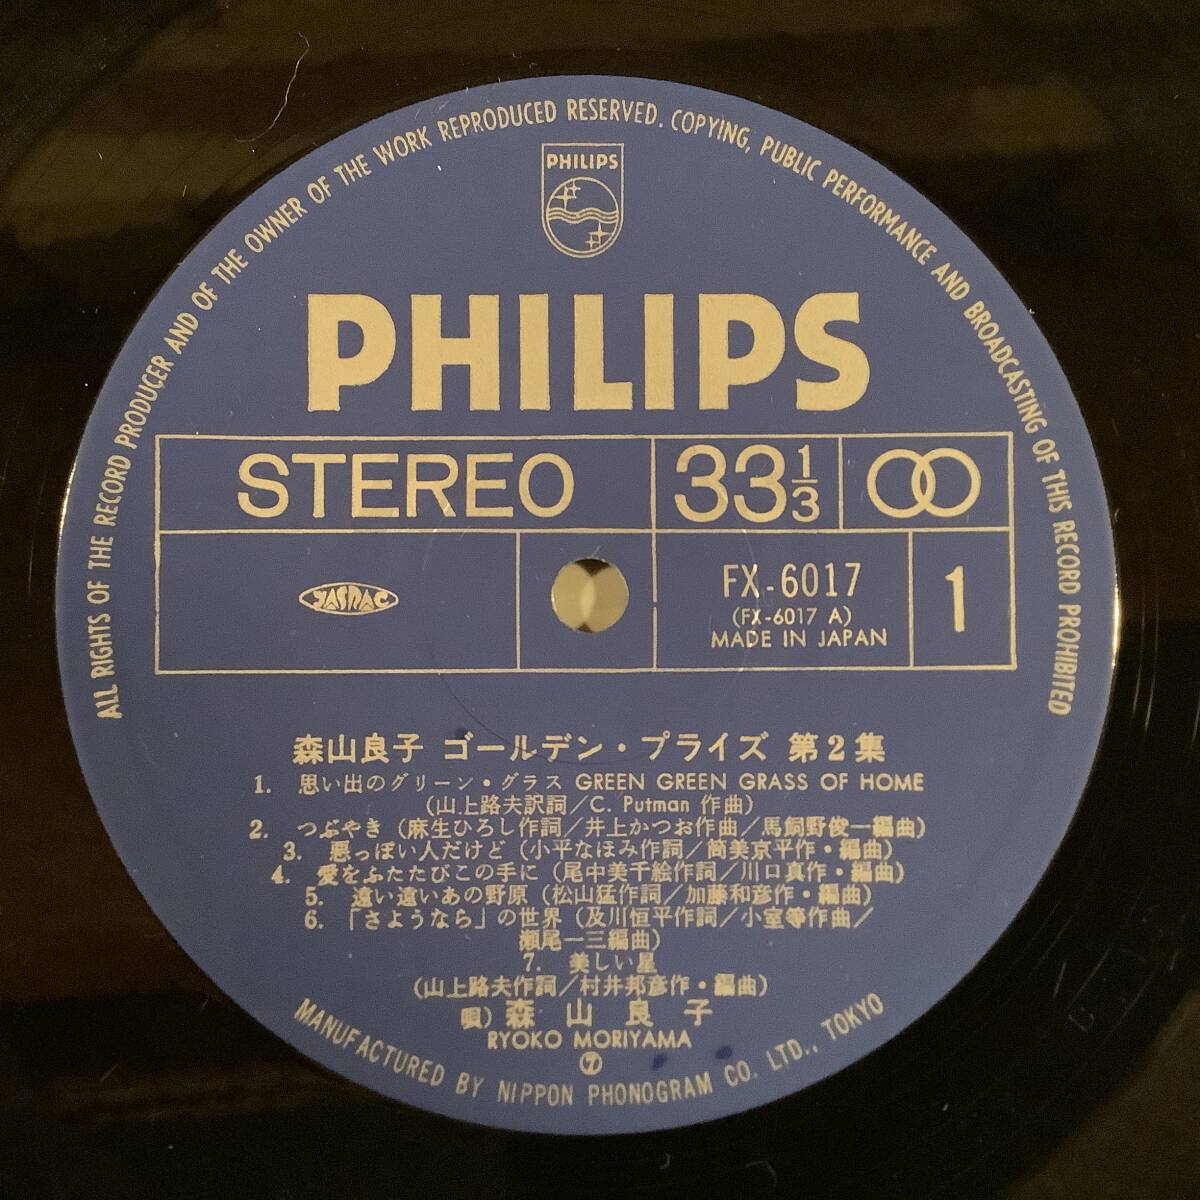 ALL RIGHTS OF THE RECORD PRODUCER AND OF THE OWNER OF THE WORK REPRODUCED RESERVED. COPYING, PUBLIC PERFORMANCE AND BROADCASTING OF THIS RECORD PROHIBITED
PHILIPS
PHILIPS
STEREO 33 1/3
JASRAC
FX-6017
(FX-6017 A)
MADE IN JAPAN
1
森山良子 ゴールデン・プライズ 第2集
1. 思い出のグリーン・グラス GREEN GREEN GRASS OF HOME
(山上路夫訳詞/C. Putman 作曲)
2. つぶやき (麻生ひろし作詞/井上かつお作曲/馬飼野俊一編曲)
3. 悪っぽい人だけど (小平なほみ作詞/筒美京平作・編曲)
4. 愛をふたたびこの手に (尾中美千絵作詞/川口真作・編曲)
5. 遠い遠いあの野原 (松山猛作詞/加藤和彦作・編曲)
6. 「さようなら」の世界 (及川恒平作詞/小室等作曲/
瀬尾一三編曲)
7. 美しい星
(山上路夫作詞/村井邦彦作・編曲)
唄) 森山良子
RYOKO MORIYAMA
⑦
MANUFACTURED BY NIPPON PHONOGRAM CO. LTD., TOKYO